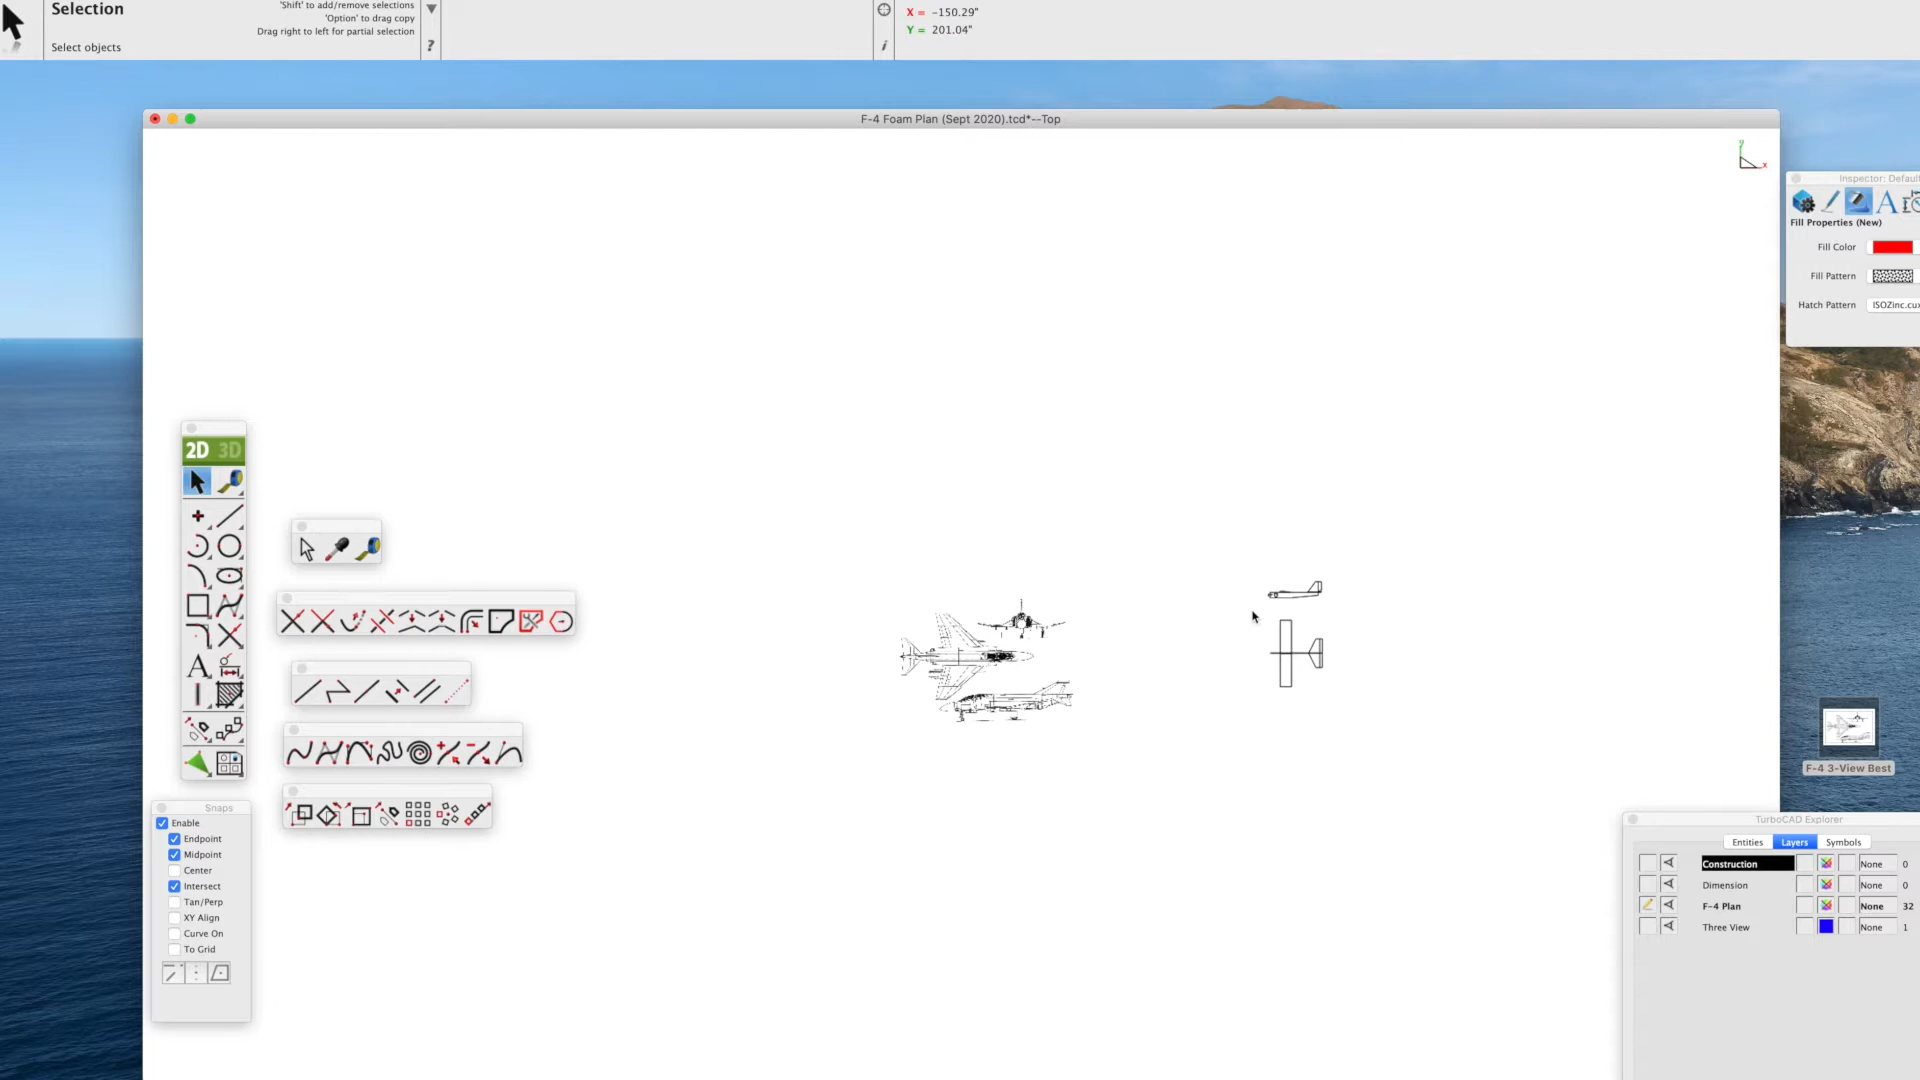 Selection
Select objects
'Shift' to add/remove selections
'Option' to drag copy
Drag right to left for partial selection
?
i
X = -150.29"
Y = 201.04"
F-4 Foam Plan (Sept 2020).tcd*--Top
y
x
Inspector: Default
Fill Properties (New)
Fill Color
Fill Pattern
Hatch Pattern
ISOZinc.cux
2D 3D
Snaps
Enable
Endpoint
Midpoint
Center
Intersect
Tan/Perp
XY Align
Curve On
To Grid
F-4 3-View Best
TurboCAD Explorer
Entities Layers Symbols
Construction None 0
Dimension None 0
F-4 Plan None 32
Three View None 1